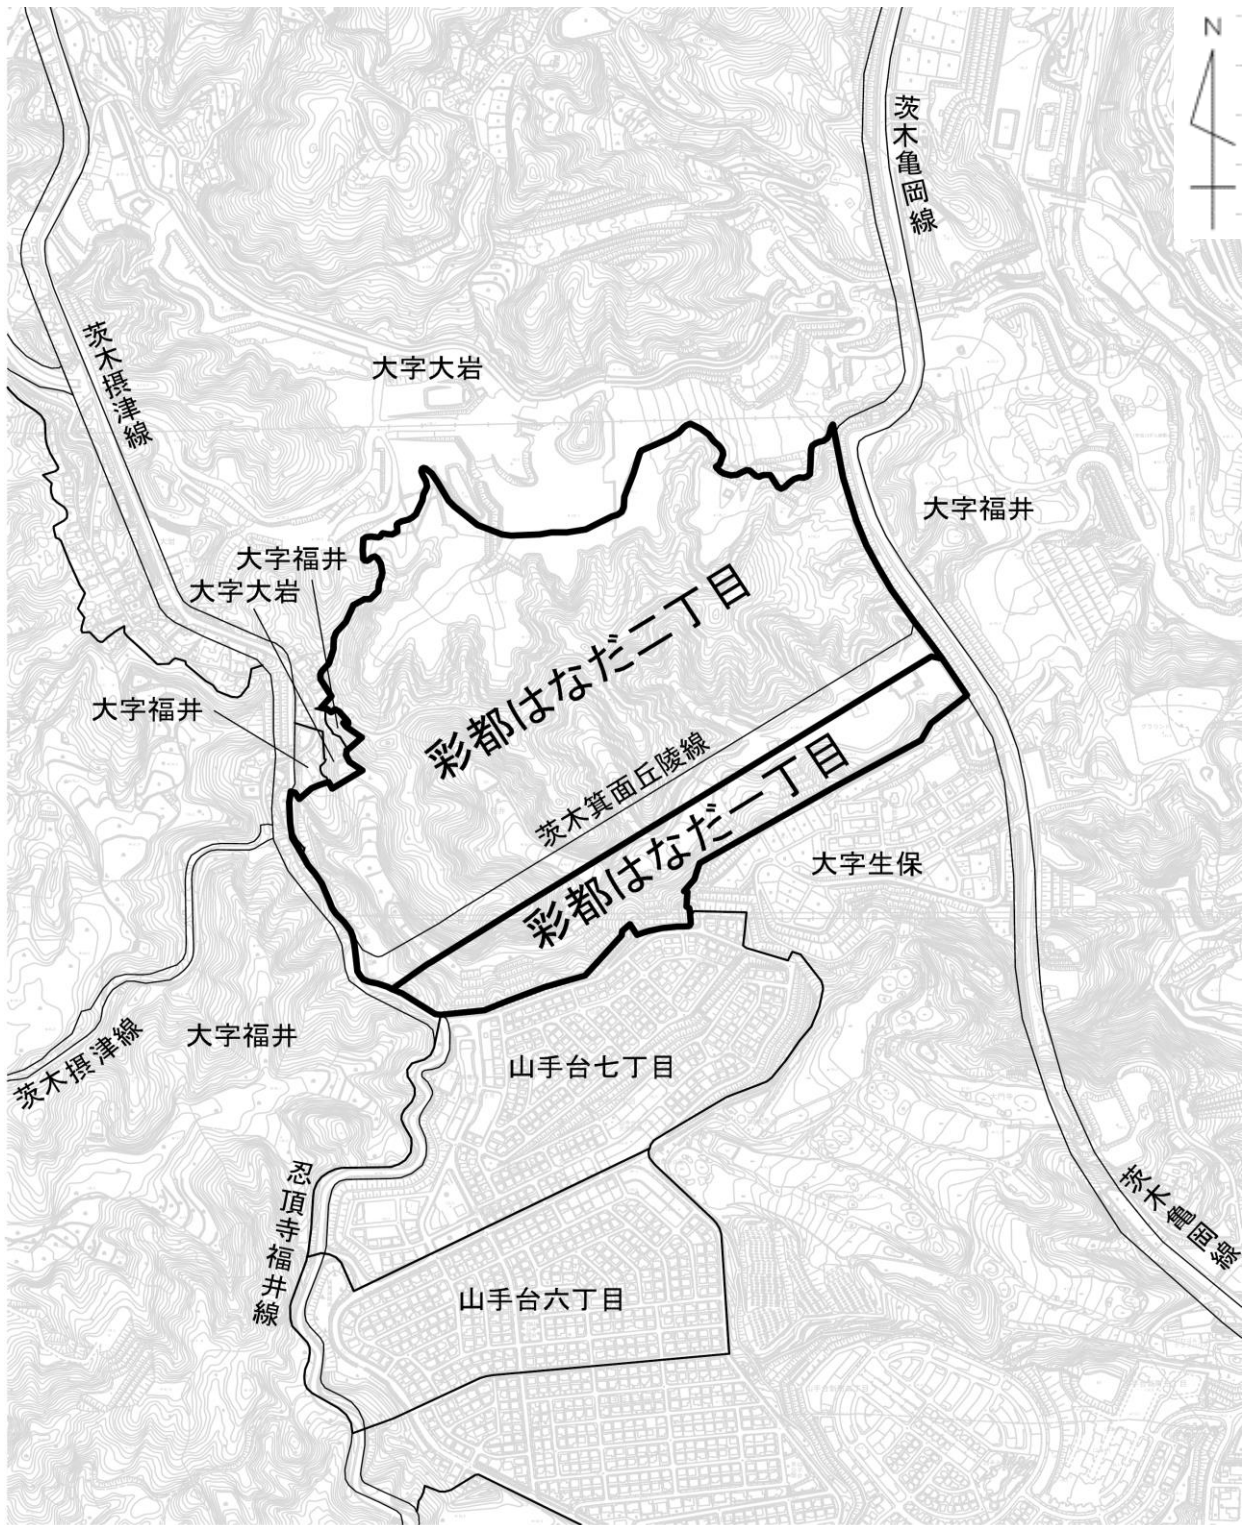 N
茨木亀岡線
茨木摂津線
大字大岩
大字福井
大字福井
大字大岩
彩都はなだ二丁目
大字福井
茨木箕面丘陵線
彩都はなだ一丁目
大字生保
茨木摂津線
大字福井
山手台七丁目
忍頂寺福井線
茨木亀岡線
山手台六丁目